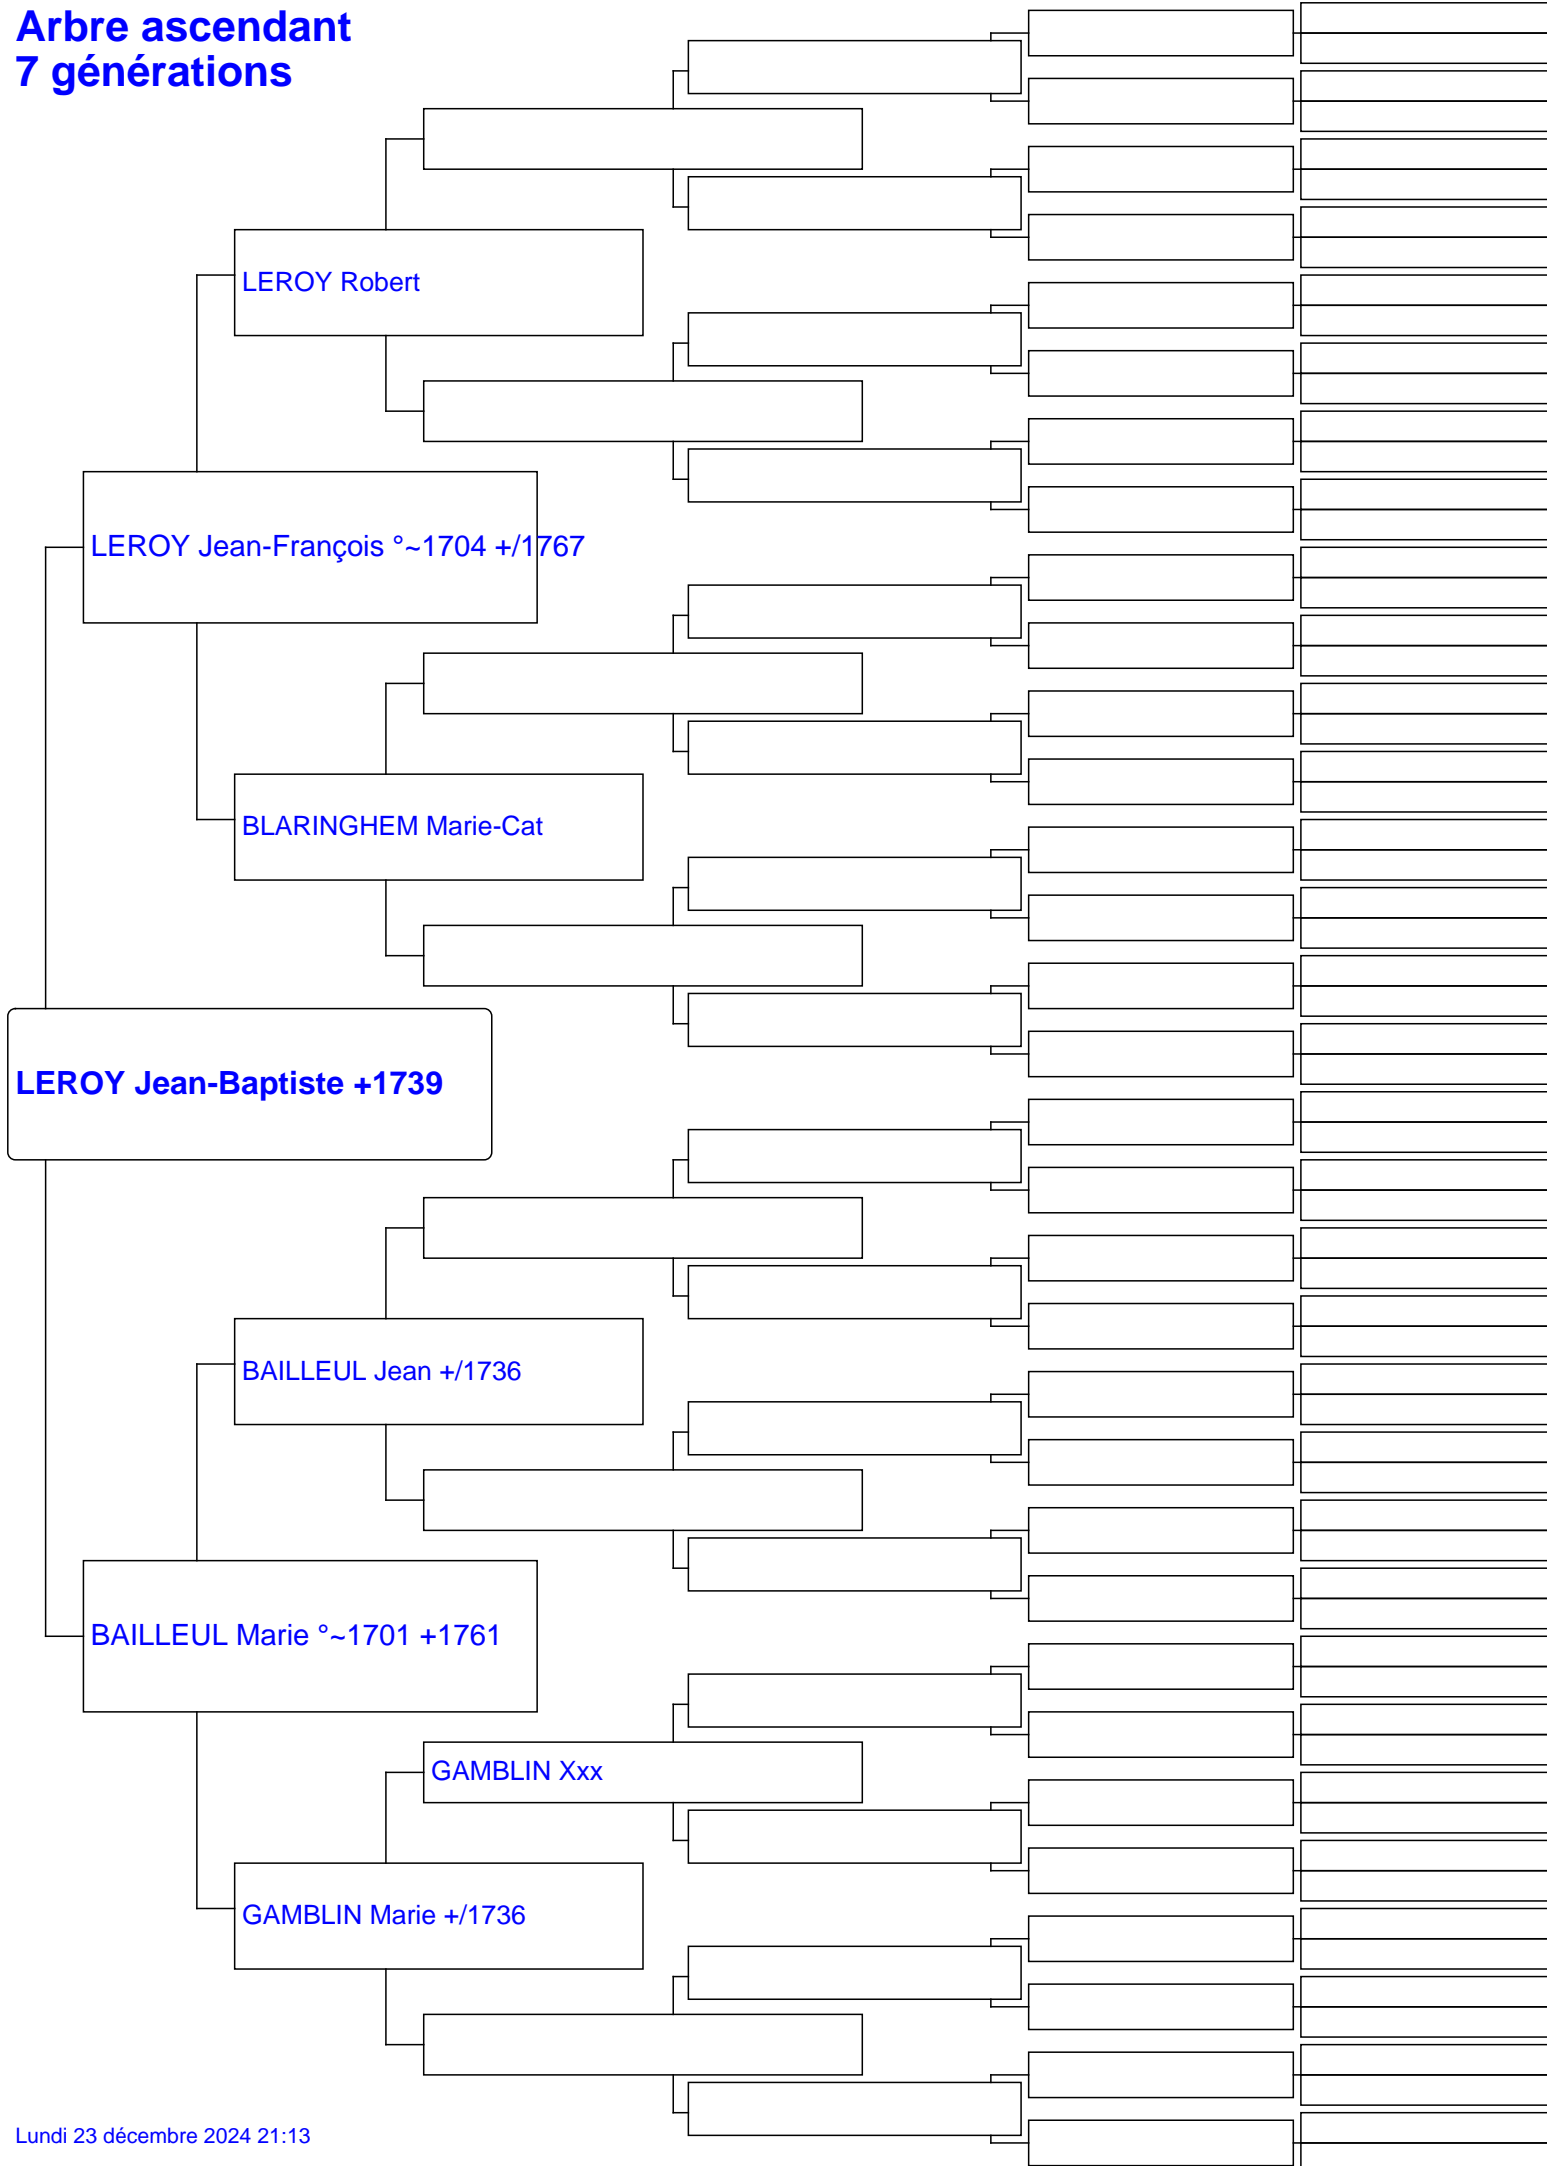 Arbre ascendant
7 générations
LEROY Robert
LEROY Jean-François °~1704 +/1767
BLARINGHEM Marie-Cat
LEROY Jean-Baptiste +1739
BAILLEUL Jean +/1736
BAILLEUL Marie °~1701 +1761
GAMBLIN Xxx
GAMBLIN Marie +/1736
Lundi 23 décembre 2024 21:13